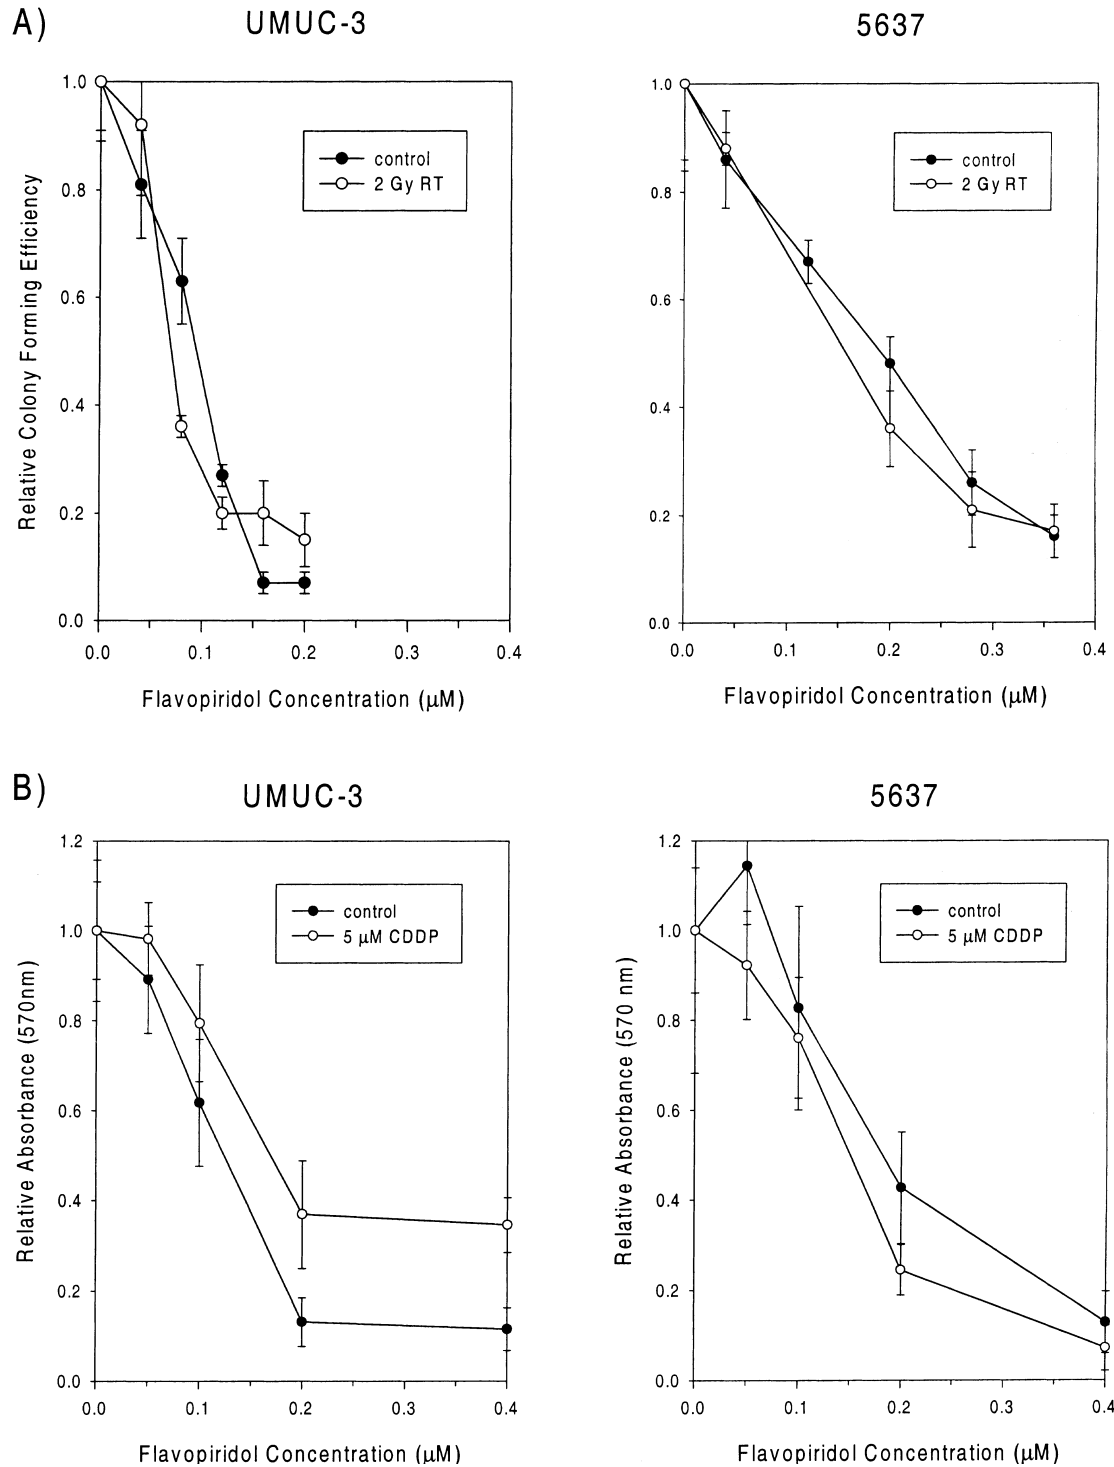 A)
UMUC-3
5637
1.0
0.8
0.6
0.4
0.2
0.0
Relative Colony Forming Efficiency
control
2 Gy RT
0.0 0.1 0.2 0.3 0.4
Flavopiridol Concentration (μM)
1.0
0.8
0.6
0.4
0.2
0.0
control
2 Gy RT
0.0 0.1 0.2 0.3 0.4
Flavopiridol Concentration (μM)
B)
UMUC-3
5637
1.2
1.0
0.8
0.6
0.4
0.2
0.0
Relative Absorbance (570nm)
control
5 μM CDDP
0.0 0.1 0.2 0.3 0.4
Flavopiridol Concentration (μM)
1.2
1.0
0.8
0.6
0.4
0.2
0.0
Relative Absorbance (570 nm)
control
5 μM CDDP
0.0 0.1 0.2 0.3 0.4
Flavopiridol Concentration (μM)